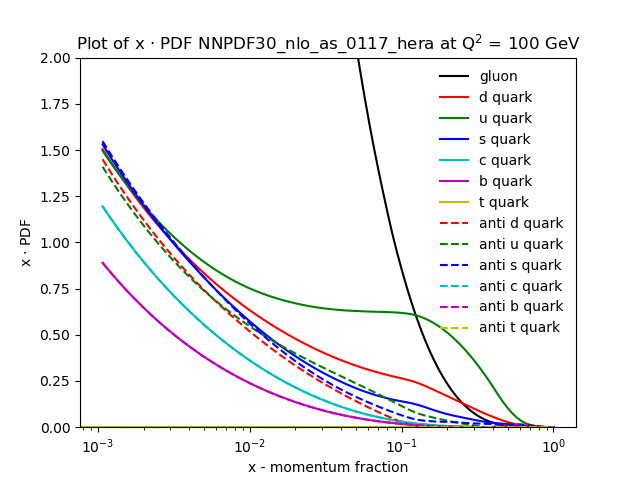 Plot of x · PDF NNPDF30_nlo_as_0117_hera at Q² = 100 GeV
2.00
1.75
1.50
1.25
1.00
0.75
0.50
0.25
0.00
x · PDF
gluon
d quark
u quark
s quark
c quark
b quark
t quark
anti d quark
anti u quark
anti s quark
anti c quark
anti b quark
anti t quark
10⁻³ 10⁻² 10⁻¹ 10⁰
x - momentum fraction